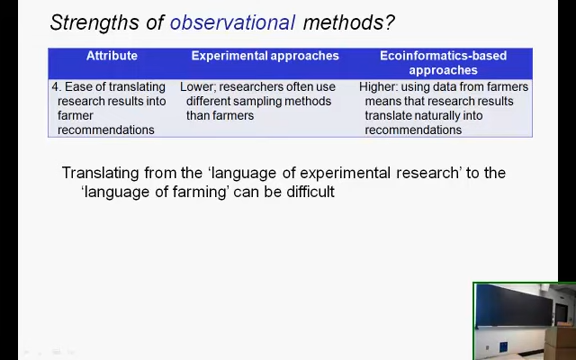 Strengths of observational methods?
Attribute
Experimental approaches
Ecoinformatics-based
approaches
4. Ease of translating
research results into
farmer
recommendations
Lower; researchers often use
different sampling methods
than farmers
Higher: using data from farmers
means that research results
translate naturally into
recommendations
Translating from the 'language of experimental research' to the
'language of farming' can be difficult